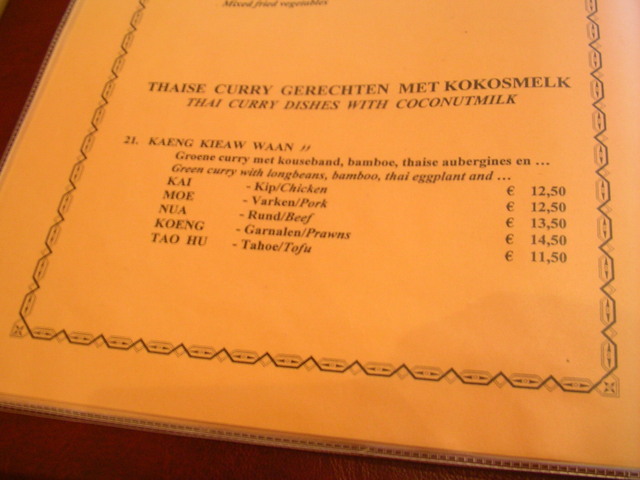 Mixed fried vegetables
THAISE CURRY GERECHTEN MET KOKOSMELK
THAI CURRY DISHES WITH COCONUTMILK
21. KAENG KIEAW WAAN 〃
Groene curry met kouseband, bamboe, thaise aubergines en ...
Green curry with longbeans, bamboo, thai eggplant and ...
KAI - Kip/Chicken € 12,50
MOE - Varken/Pork € 12,50
NUA - Rund/Beef € 13,50
KOENG - Garnalen/Prawns € 14,50
TAO HU - Tahoe/Tofu € 11,50